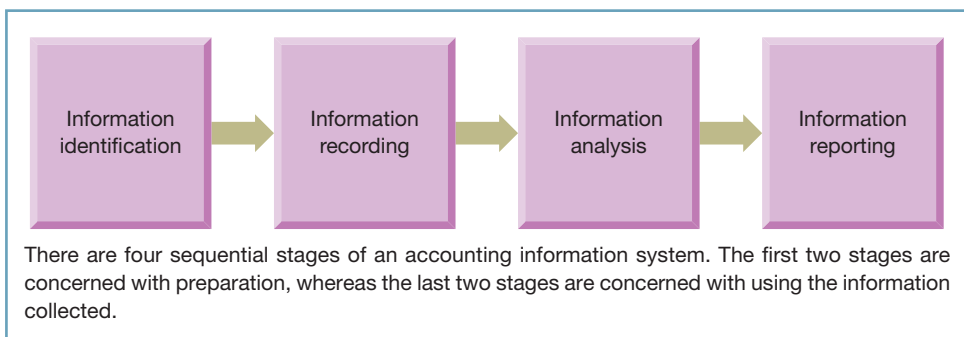 Information
identification
Information
recording
Information
analysis
Information
reporting
There are four sequential stages of an accounting information system. The first two stages are
concerned with preparation, whereas the last two stages are concerned with using the information
collected.